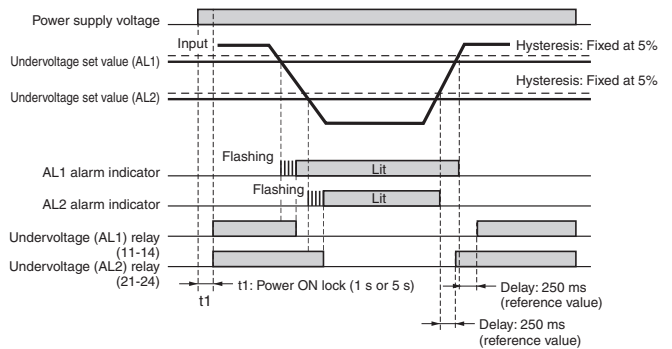 Power supply voltage
Input
Hysteresis: Fixed at 5%
Undervoltage set value (AL1)
Hysteresis: Fixed at 5%
Undervoltage set value (AL2)
Flashing
AL1 alarm indicator
Lit
Flashing
AL2 alarm indicator
Lit
Undervoltage (AL1) relay
(11-14)
Undervoltage (AL2) relay
(21-24)
t1
t1: Power ON lock (1 s or 5 s)
Delay: 250 ms
(reference value)
Delay: 250 ms
(reference value)